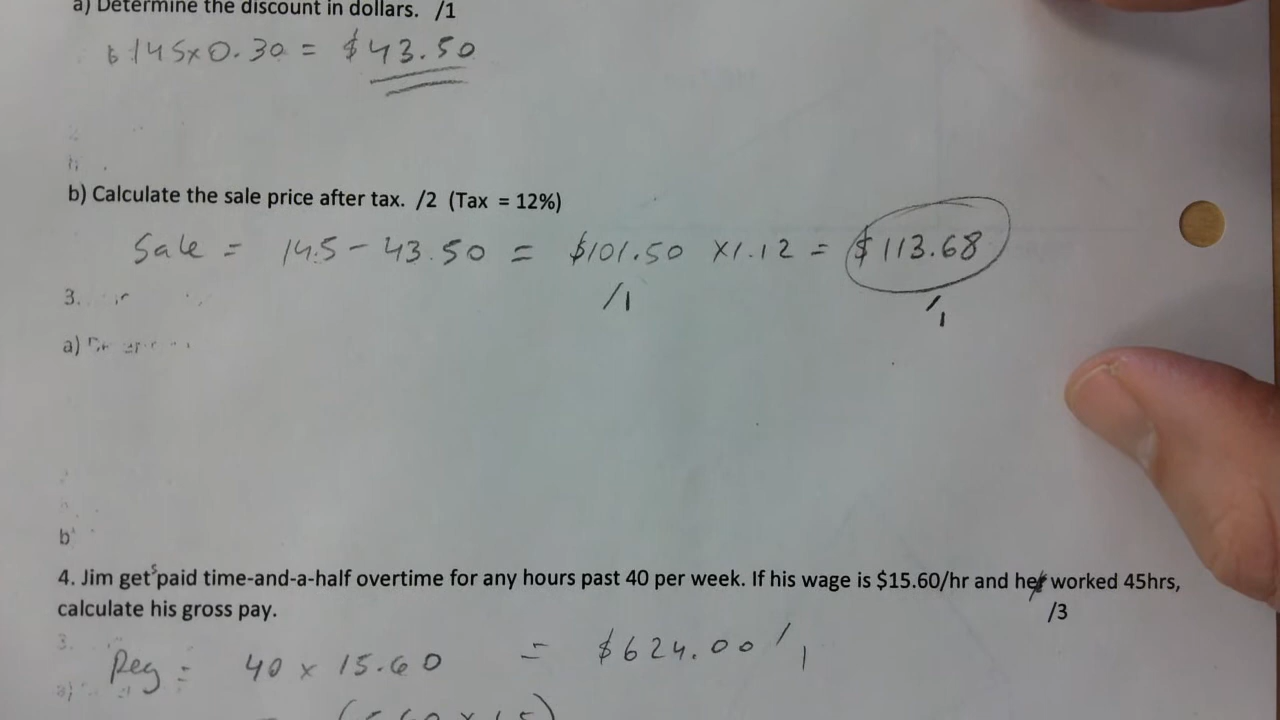 a) Determine the discount in dollars. /1
$145×0.30 = $43.50
b) Calculate the sale price after tax. /2 (Tax = 12%)
Sale = 145 - 43.50 = $101.50 ×1.12 = $113.68
/1 /1
3.
a)
b
4. Jim gets paid time-and-a-half overtime for any hours past 40 per week. If his wage is $15.60/hr and he worked 45hrs,
calculate his gross pay. /3
3.
Reg = 40 × 15.60 = $624.00 /1
a)